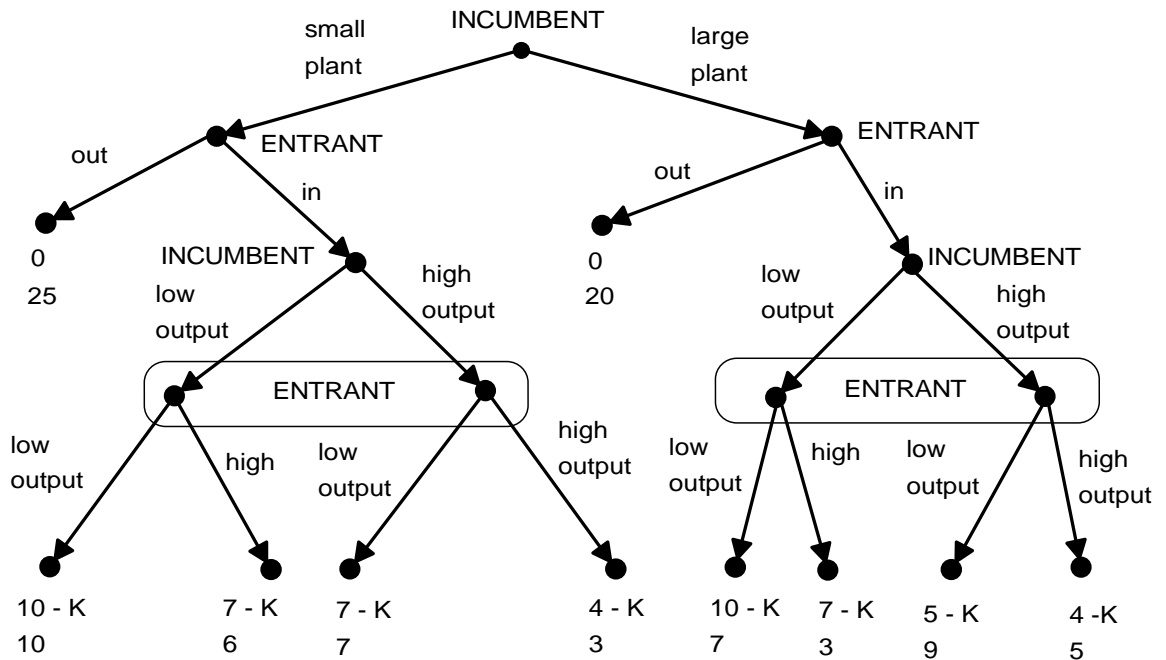 INCUMBENT
small
plant
large
plant
ENTRANT
ENTRANT
out
in
out
in
0
25
INCUMBENT
low
output
high
output
0
20
INCUMBENT
low
output
high
output
ENTRANT
ENTRANT
low
output
high
low
output
high
output
low
output
high
low
output
high
output
10 - K
10
7 - K
6
7 - K
7
4 - K
3
10 - K
7
7 - K
3
5 - K
9
4 -K
5